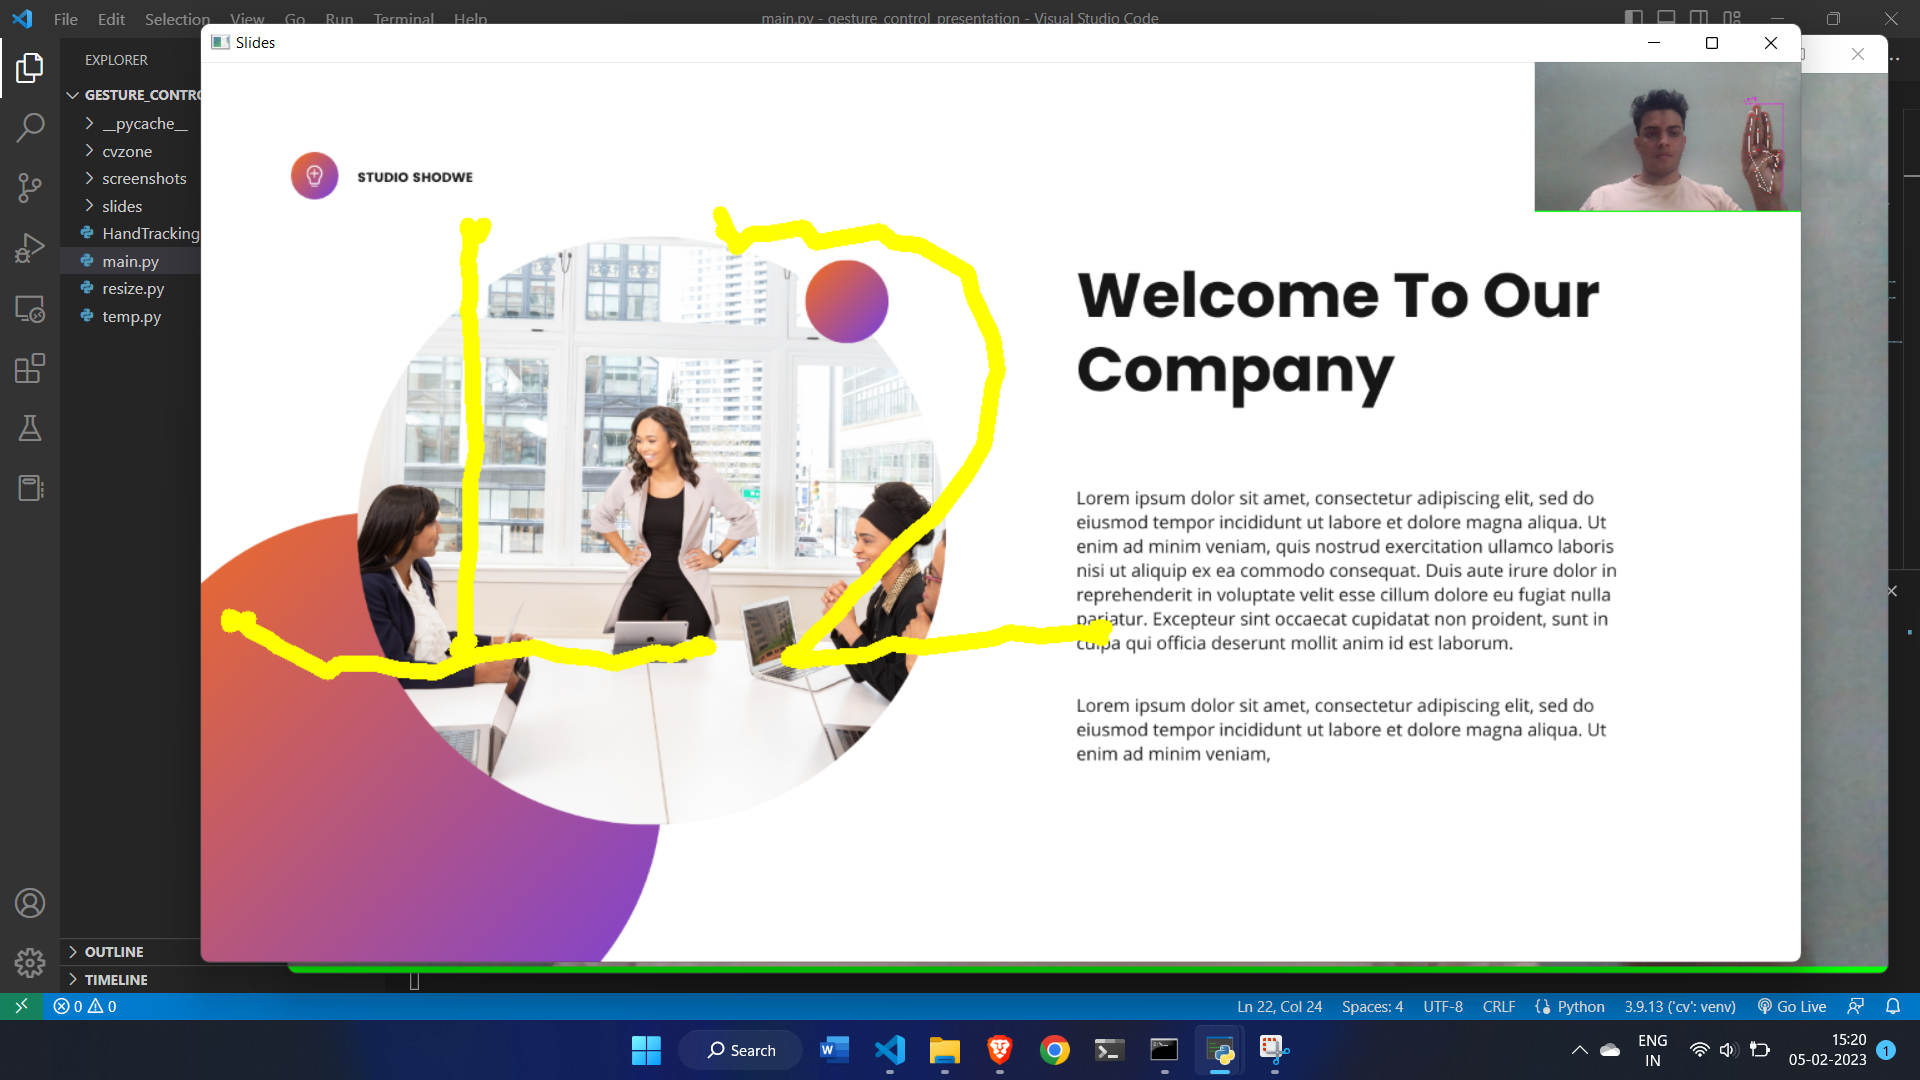 File Edit Selection View Go Run Terminal Help
main.py - gesture_control_presentation - Visual Studio Code
Slides
EXPLORER
GESTURE_CONTRO
__pycache__
cvzone
screenshots
slides
HandTracking
main.py
resize.py
temp.py
OUTLINE
TIMELINE
STUDIO SHODWE
12
Welcome To Our
Company
Lorem ipsum dolor sit amet, consectetur adipiscing elit, sed do
eiusmod tempor incididunt ut labore et dolore magna aliqua. Ut
enim ad minim veniam, quis nostrud exercitation ullamco laboris
nisi ut aliquip ex ea commodo consequat. Duis aute irure dolor in
reprehenderit in voluptate velit esse cillum dolore eu fugiat nulla
pariatur. Excepteur sint occaecat cupidatat non proident, sunt in
culpa qui officia deserunt mollit anim id est laborum.
Lorem ipsum dolor sit amet, consectetur adipiscing elit, sed do
eiusmod tempor incididunt ut labore et dolore magna aliqua. Ut
enim ad minim veniam,
0 0 Ln 22, Col 24 Spaces: 4 UTF-8 CRLF Python 3.9.13 ('cv': venv) Go Live
Search
ENG
IN
15:20
05-02-2023
1